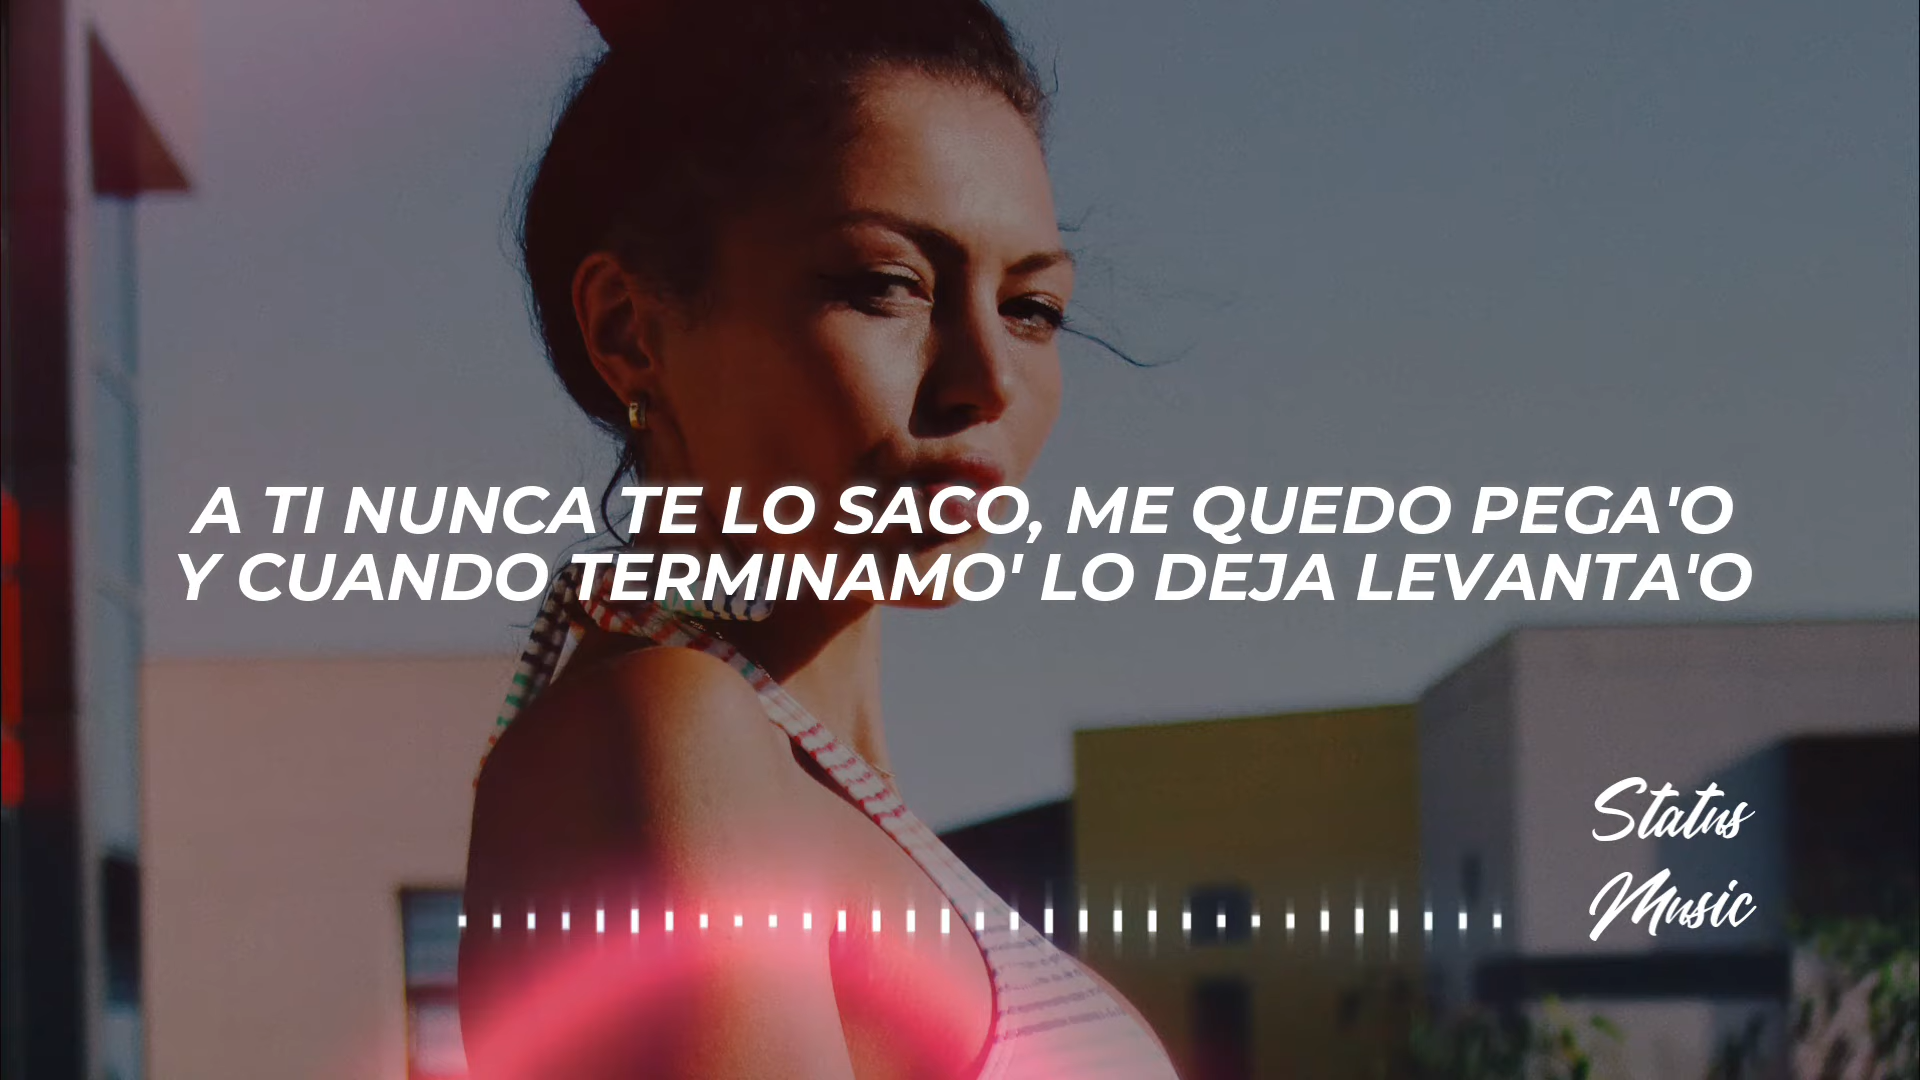 A TI NUNCA TE LO SACO, ME QUEDO PEGA'O
Y CUANDO TERMINAMO' LO DEJA LEVANTA'O
Status
Music